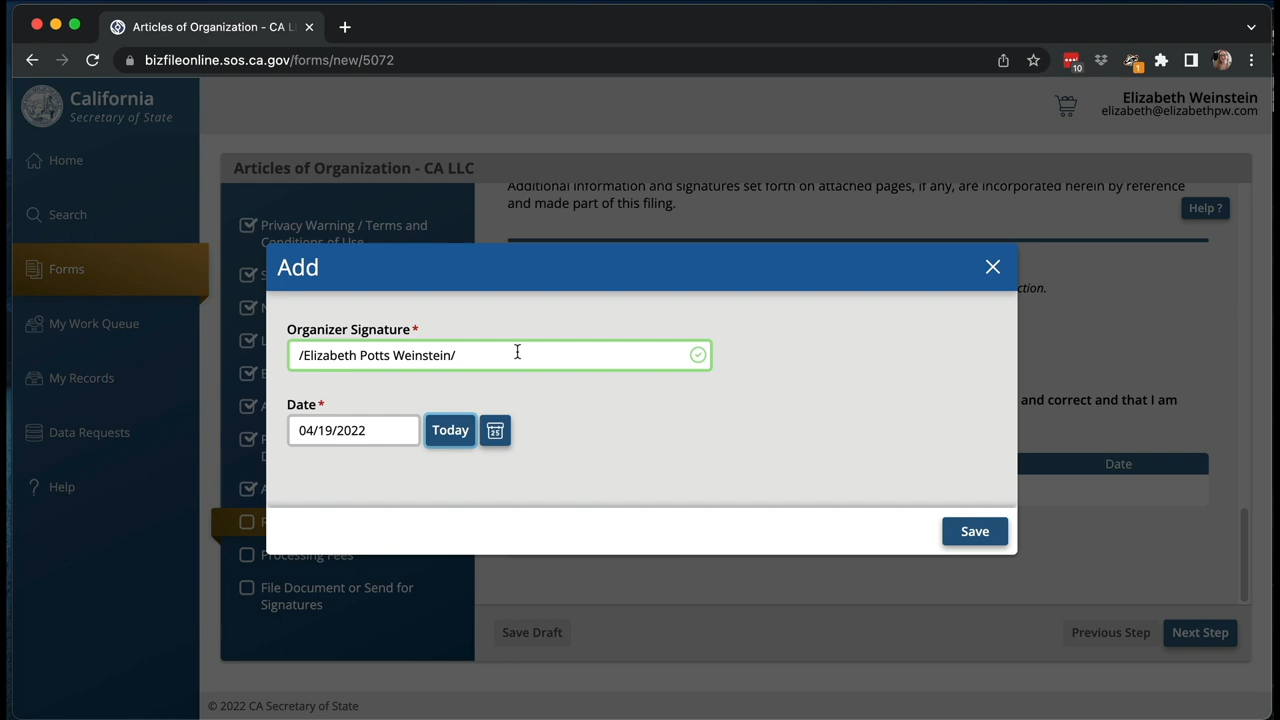 Articles of Organization - CA L
bizfileonline.sos.ca.gov/forms/new/5072
10
1
California
Secretary of State
Elizabeth Weinstein
elizabeth@elizabethpw.com
Home
Search
Forms
My Work Queue
My Records
Data Requests
Help
Articles of Organization - CA LLC
Privacy Warning / Terms and
Conditions of Use
Processing Fees
File Document or Send for
Signatures
Additional information and signatures set forth on attached pages, if any, are incorporated herein by reference
and made part of this filing.
Help ?
ction.
and correct and that I am
Date
Add
Organizer Signature*
/Elizabeth Potts Weinstein/
Date*
04/19/2022
Today
25
Save
Save Draft
Previous Step
Next Step
© 2022 CA Secretary of State